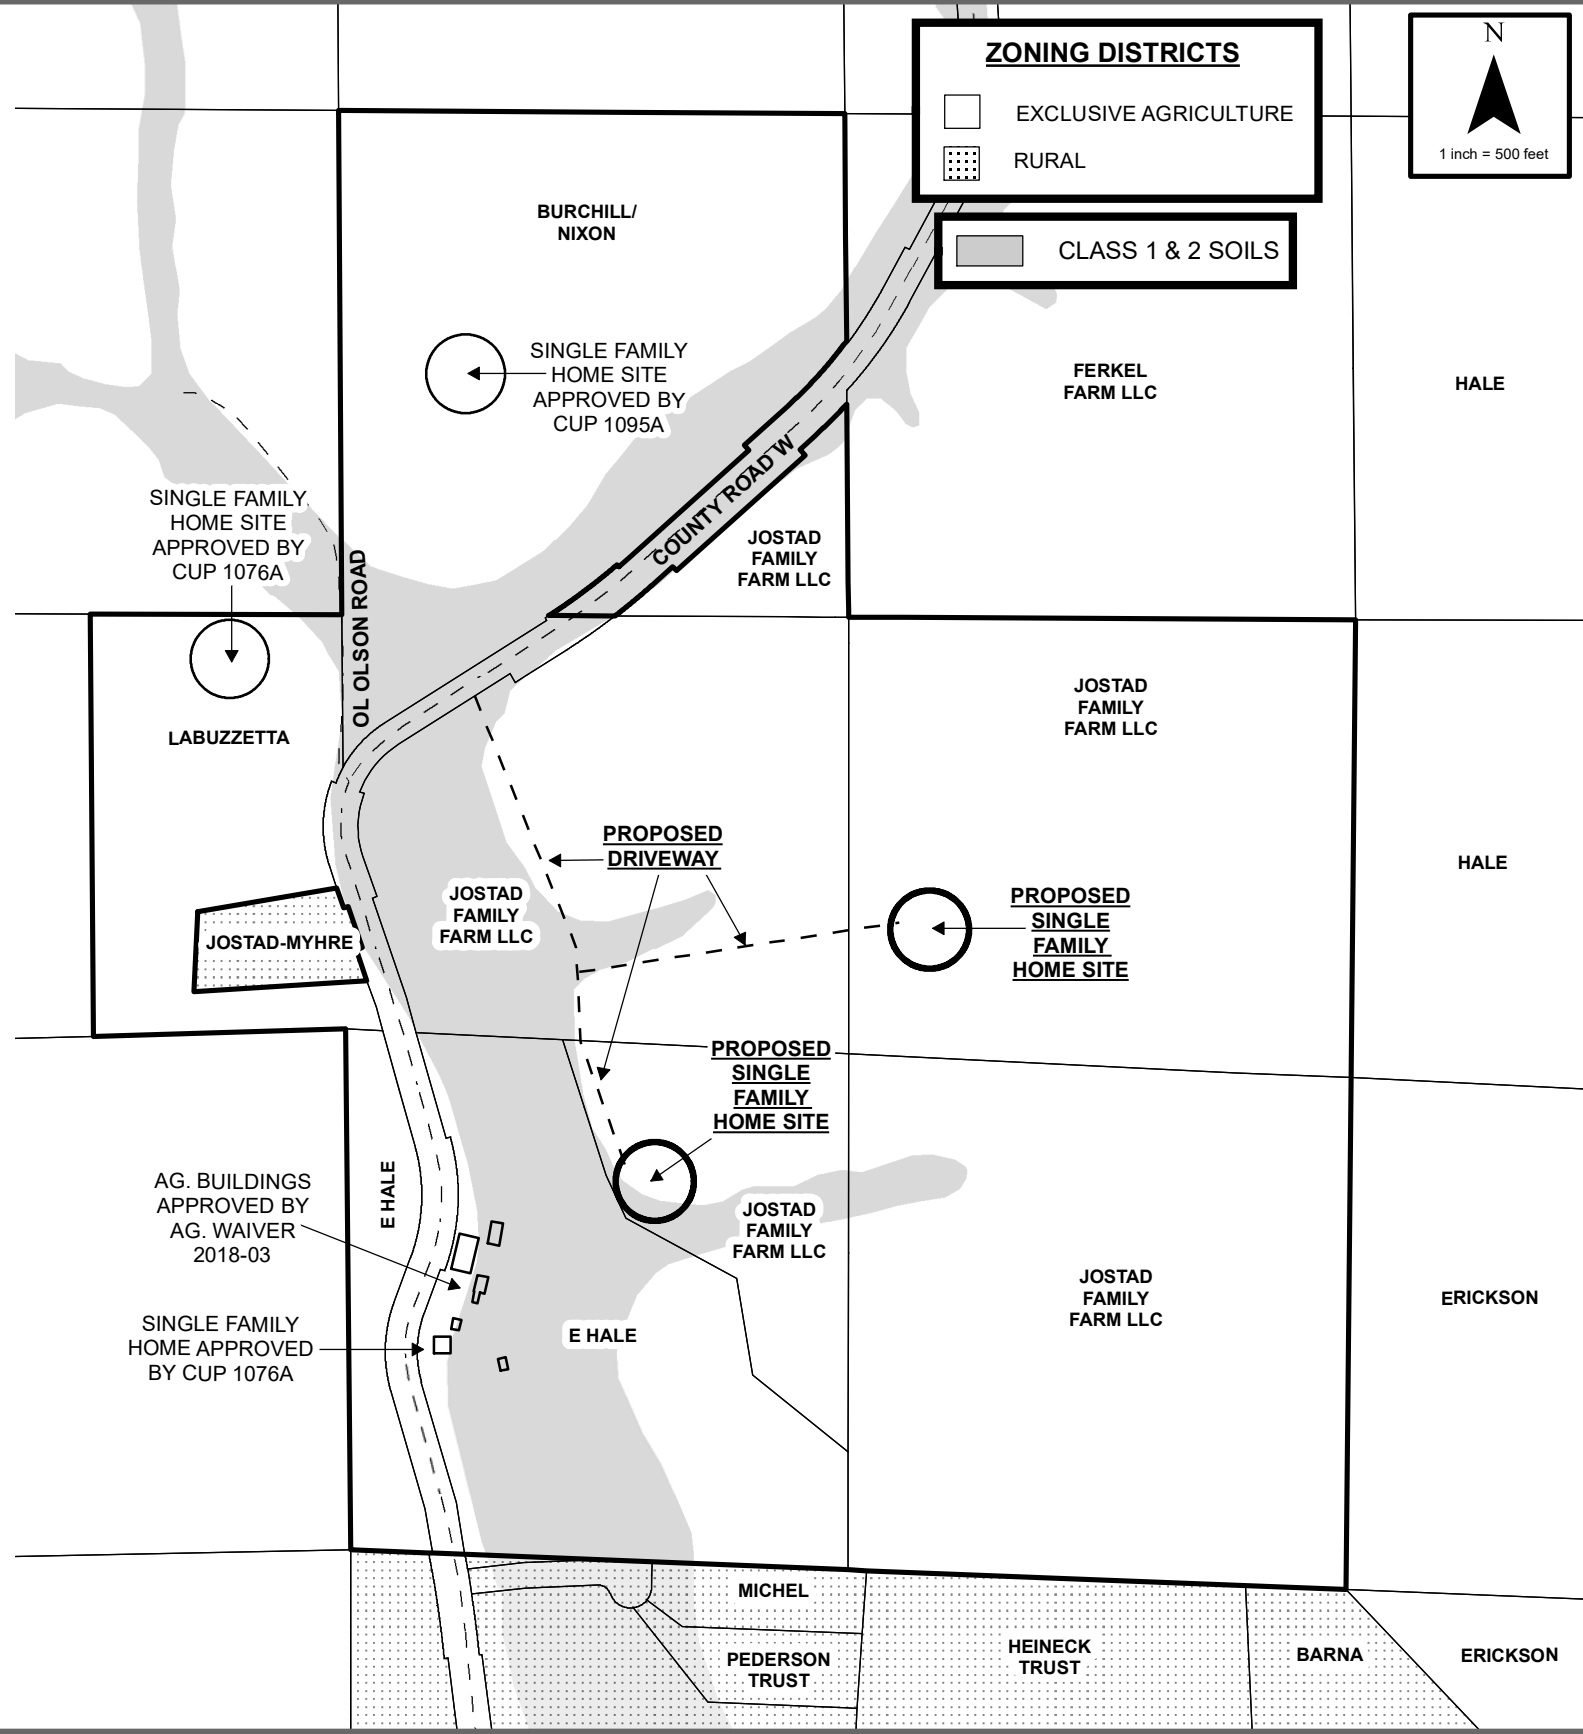 ZONING DISTRICTS
EXCLUSIVE AGRICULTURE
RURAL
N
1 inch = 500 feet
CLASS 1 & 2 SOILS
BURCHILL/
NIXON
SINGLE FAMILY
HOME SITE
APPROVED BY
CUP 1095A
FERKEL
FARM LLC
HALE
COUNTY ROAD W
SINGLE FAMILY
HOME SITE
APPROVED BY
CUP 1076A
JOSTAD
FAMILY
FARM LLC
OL OLSON ROAD
LABUZZETTA
JOSTAD
FAMILY
FARM LLC
PROPOSED
DRIVEWAY
HALE
JOSTAD
FAMILY
FARM LLC
PROPOSED
SINGLE
FAMILY
HOME SITE
JOSTAD-MYHRE
PROPOSED
SINGLE
FAMILY
HOME SITE
E HALE
AG. BUILDINGS
APPROVED BY
AG. WAIVER
2018-03
JOSTAD
FAMILY
FARM LLC
JOSTAD
FAMILY
FARM LLC
ERICKSON
SINGLE FAMILY
HOME APPROVED
BY CUP 1076A
E HALE
MICHEL
PEDERSON
TRUST
HEINECK
TRUST
BARNA
ERICKSON